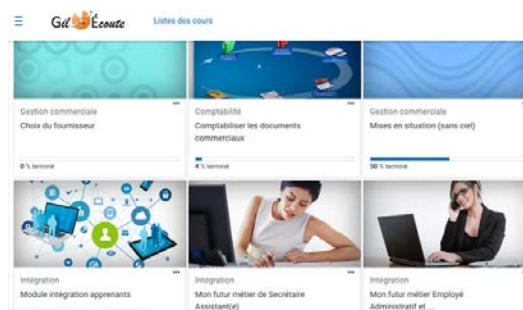 Gil Écoute
Listes des cours
Gestion commerciale
Choix du fournisseur
0 % terminé
Comptabilité
Comptabiliser les documents
commerciaux
4 % terminé
Gestion commerciale
Mises en situation (sans ciel)
50 % terminé
Intégration
Module intégration apprenants
Intégration
Mon futur métier de Secrétaire
Assistant(e)
Intégration
Mon futur métier Employé
Administratif et ...